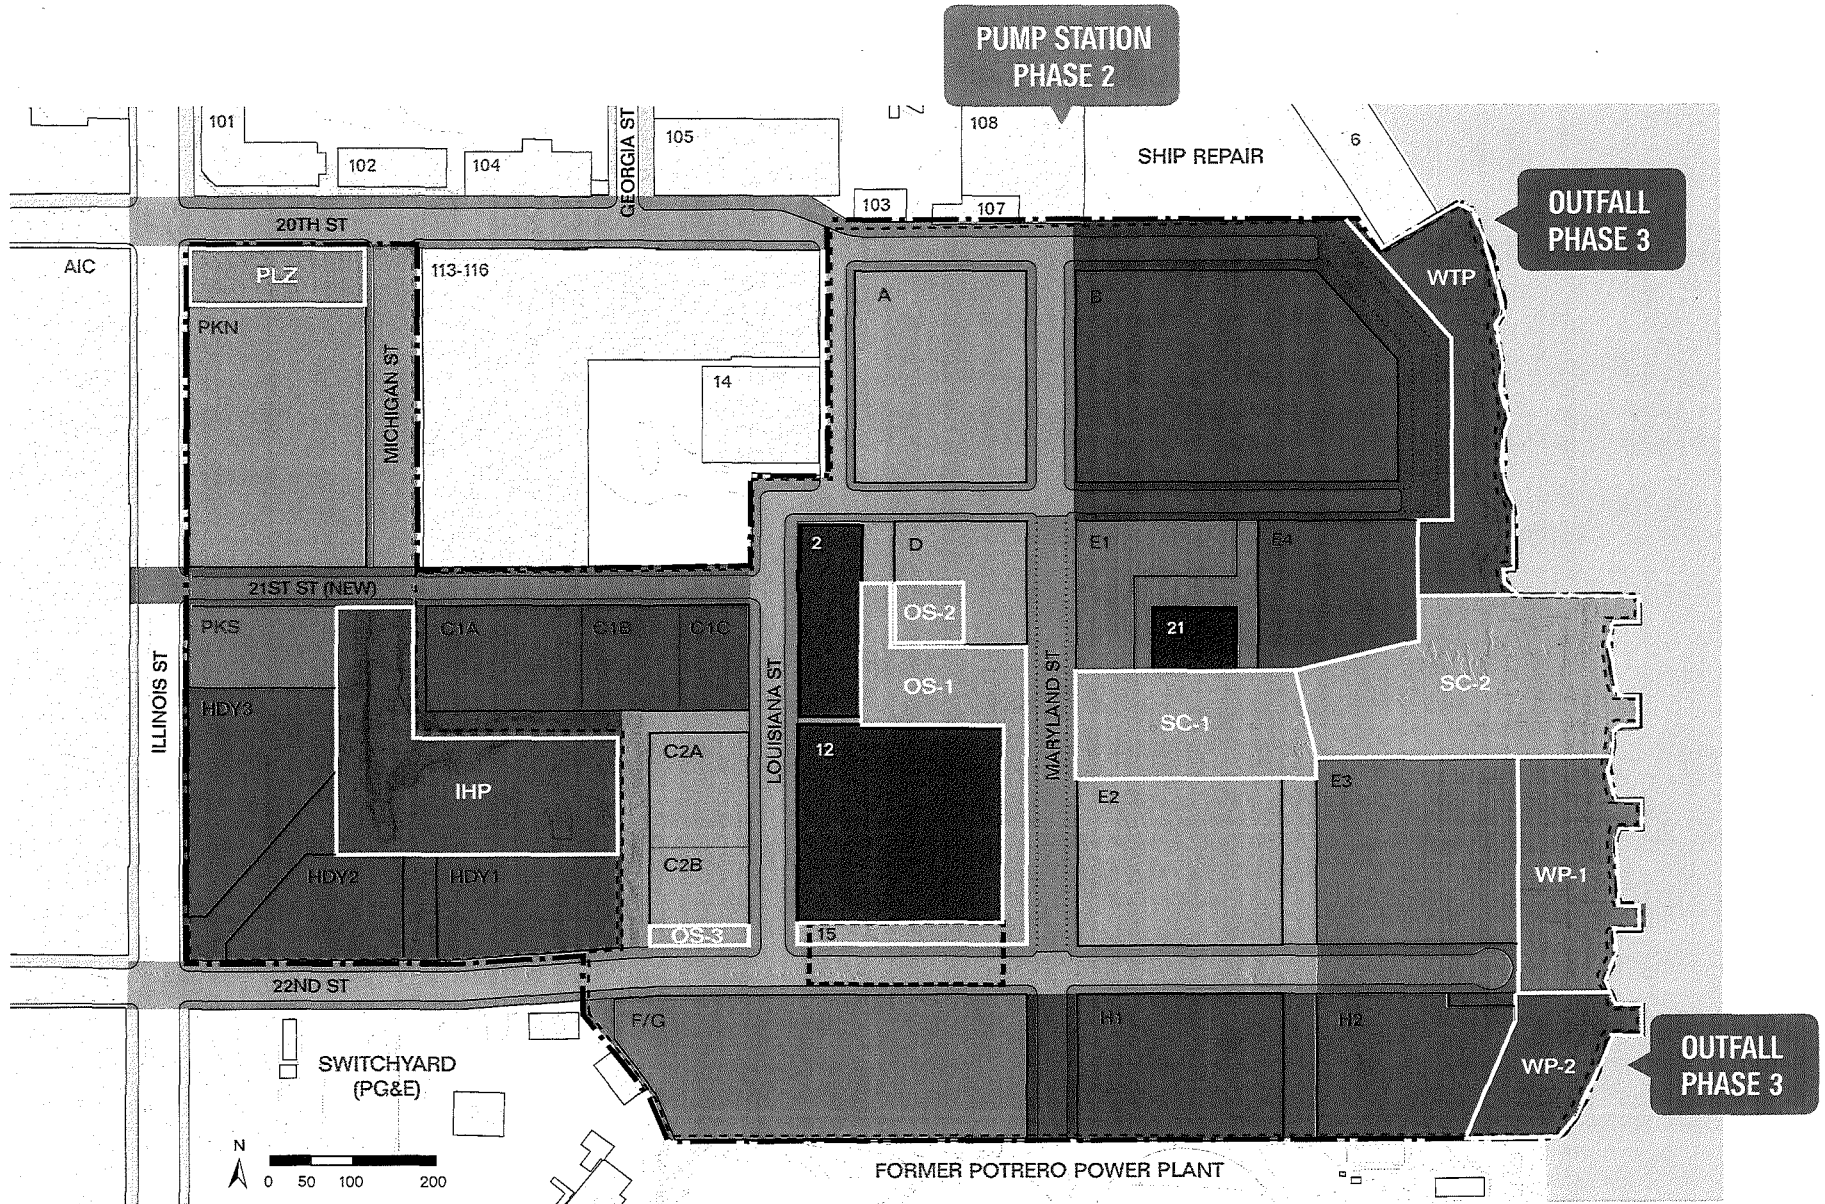 PUMP STATION
PHASE 2
101
102
104
GEORGIA ST
105
108
SHIP REPAIR
6
103
107
OUTFALL
PHASE 3
20TH ST
AIC
PLZ
113-116
A
B
WTP
PKN
MICHIGAN ST
14
2
D
E1
E4
21ST ST (NEW)
OS-2
PKS
C1A
C1B
C1C
21
ILLINOIS ST
LOUISIANA ST
OS-1
MARYLAND ST
SC-1
SC-2
HDY3
C2A
12
IHP
E2
E3
C2B
HDY2
HDY1
WP-1
OS-3
15
22ND ST
F/G
H1
H2
SWITCHYARD
(PG&E)
WP-2
OUTFALL
PHASE 3
N
0 50 100 200
FORMER POTRERO POWER PLANT